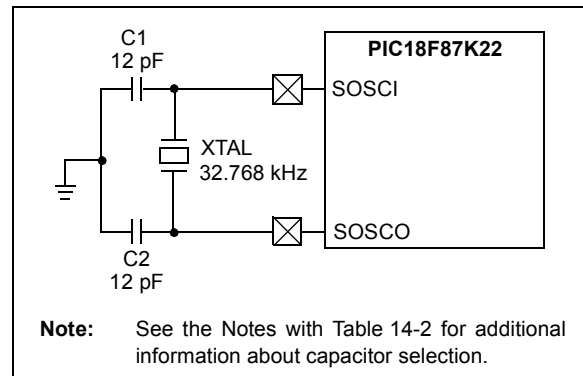 C1
12 pF
PIC18F87K22
SOSCI
XTAL
32.768 kHz
SOSCO
C2
12 pF
Note: See the Notes with Table 14-2 for additional
information about capacitor selection.